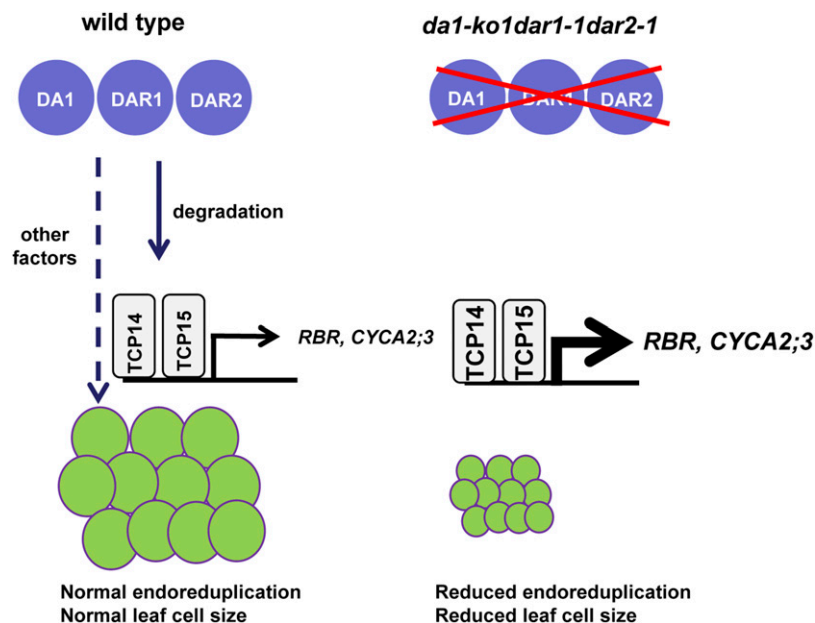 wild type
da1-ko1dar1-1dar2-1
DA1
DAR1
DAR2
DA1
DAR1
DAR2
degradation
other
factors
TCP14
TCP15
RBR, CYCA2;3
TCP14
TCP15
RBR, CYCA2;3
Normal endoreduplication
Normal leaf cell size
Reduced endoreduplication
Reduced leaf cell size